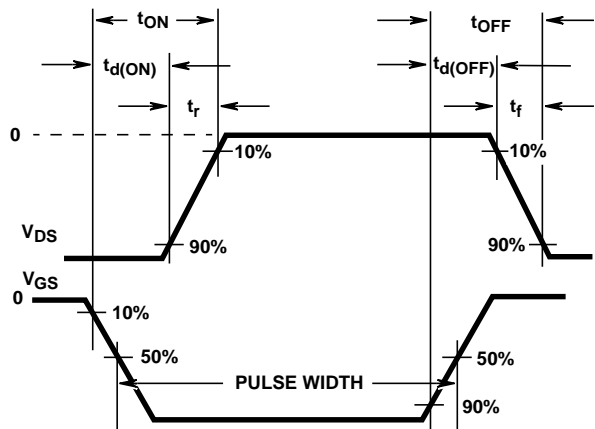 tON tOFF
td(ON) td(OFF)
tr tf
0
10% 10%
VDS 90% 90%
VGS
0
10%
50% 50%
PULSE WIDTH
90%